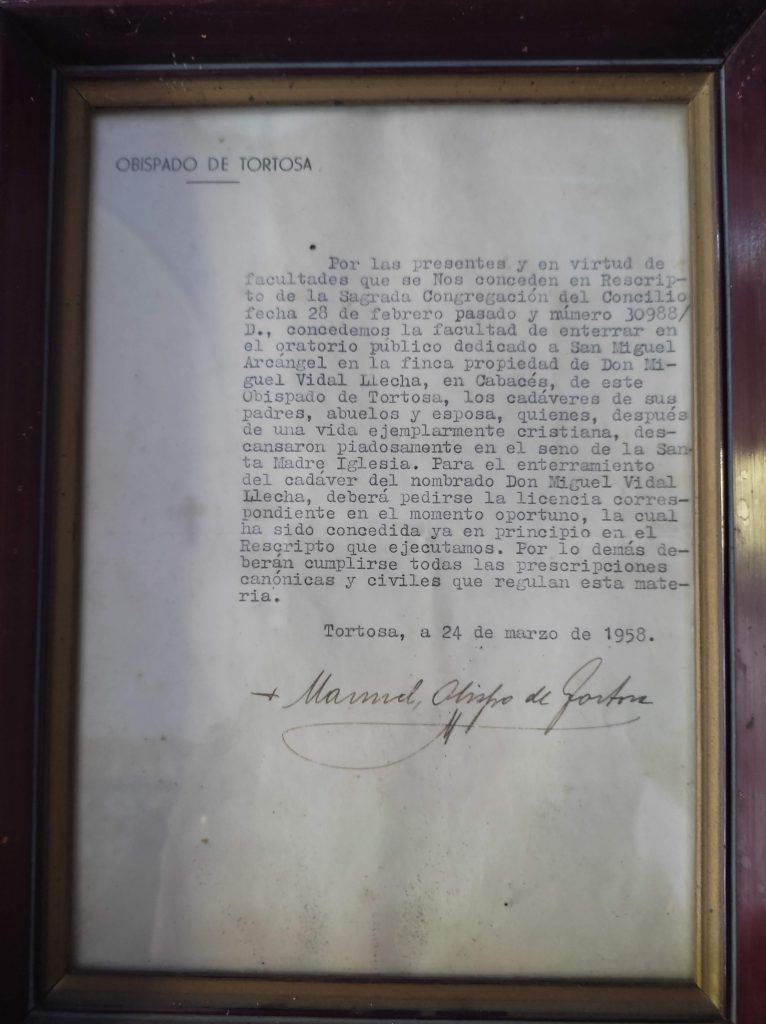 OBISPADO DE TORTOSA
Por las presentes y en virtud de
facultades que se Nos conceden en Rescrip-
to de la Sagrada Congregación del Concilio
fecha 28 de febrero pasado y número 30988/
D., concedemos la facultad de enterrar en
el oratorio público dedicado a San Miguel
Arcángel en la finca propiedad de Don Mi-
guel Vidal Llecha, en Cabacés, de este
Obispado de Tortosa, los cadáveres de sus
padres, abuelos y esposa, quienes, después
de una vida ejemplarmente cristiana, des-
cansaron piadosamente en el seno de la San-
ta Madre Iglesia. Para el enterramiento
del cadáver del nombrado Don Miguel Vidal
Llecha, deberá pedirse la licencia corres-
pondiente en el momento oportuno, la cual
ha sido concedida ya en principio en el
Rescripto que ejecutamos. Por lo demás de-
berán cumplirse todas las prescripciones
canónicas y civiles que regulan esta mate-
ria.
Tortosa, a 24 de marzo de 1958.
+ Manuel, Obispo de Tortosa